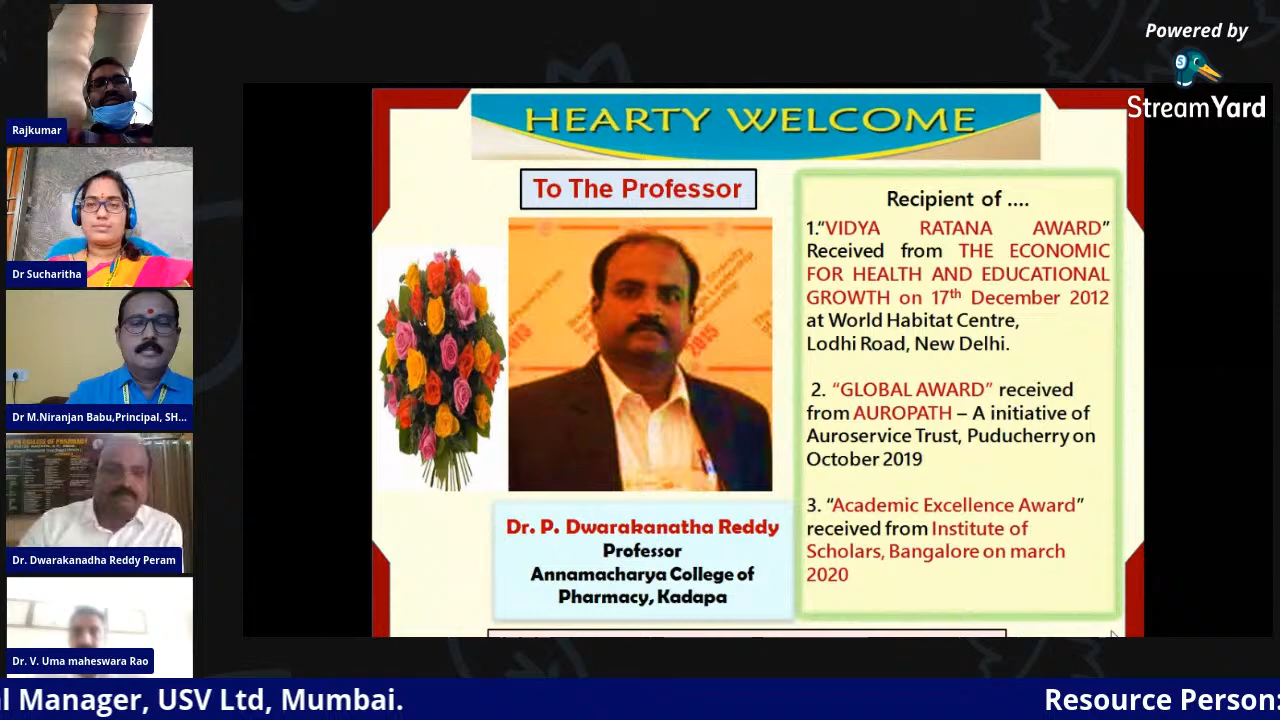 Powered by
StreamYard
Rajkumar
Dr Sucharitha
Dr M.Niranjan Babu,Principal, SH...
Dr. Dwarakanadha Reddy Peram
Dr. V. Uma maheswara Rao
HEARTY WELCOME
To The Professor
2015
Dr. P. Dwarakanatha Reddy
Professor
Annamacharya College of
Pharmacy, Kadapa
Recipient of ....
1.“VIDYA RATANA AWARD”
Received from THE ECONOMIC
FOR HEALTH AND EDUCATIONAL
GROWTH on 17th December 2012
at World Habitat Centre,
Lodhi Road, New Delhi.
2. “GLOBAL AWARD” received
from AUROPATH – A initiative of
Auroservice Trust, Puducherry on
October 2019
3. “Academic Excellence Award”
received from Institute of
Scholars, Bangalore on march
2020
l Manager, USV Ltd, Mumbai.
Resource Person: